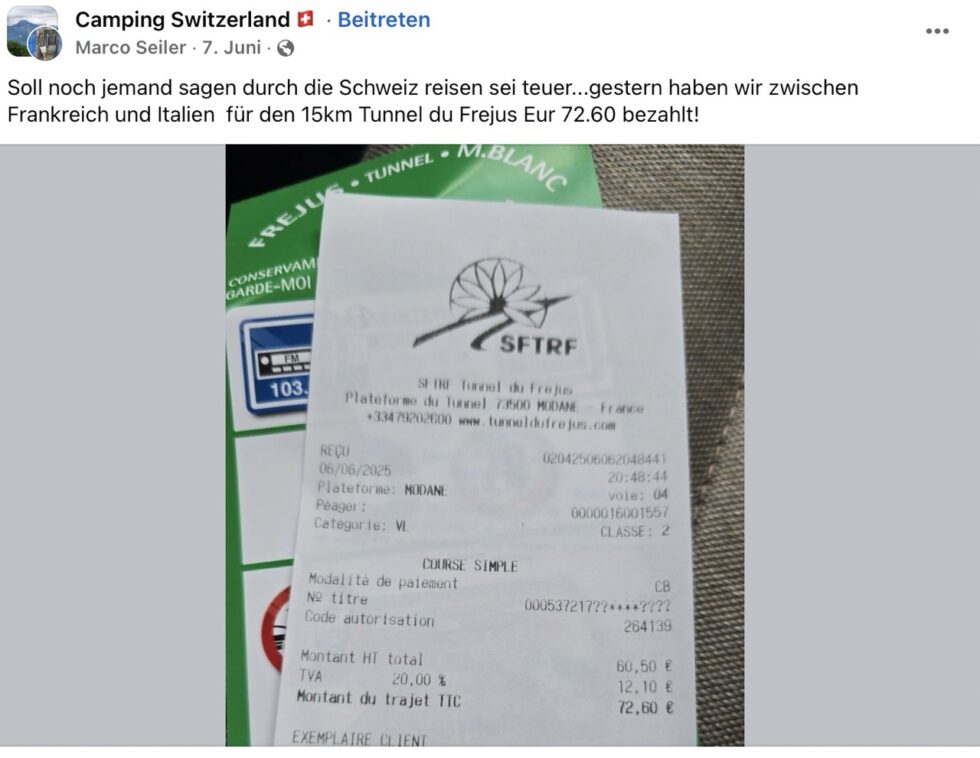 Camping Switzerland 🇨🇭 · Beitreten
Marco Seiler · 7. Juni ·
Soll noch jemand sagen durch die Schweiz reisen sei teuer...gestern haben wir zwischen
Frankreich und Italien für den 15km Tunnel du Frejus Eur 72.60 bezahlt!
FREJUS • TUNNEL • M.BLANC
CONSERVAMI
GARDE-MOI
FM
103.
SFTRF
SFTRF Tunnel du Frejus
Plateforme du Tunnel 73500 MODANE - France
+33479202600 www.tunneldufrejus.com
REÇU 02042506062048441
06/06/2025 20:48:44
Plateforme: MODANE voie: 04
Péager: 0000016001557
Catégorie: VL CLASSE: 2
COURSE SIMPLE
Modalité de paiement CB
Nº titre 000537217??****????
Code autorisation 264139
Montant HT total 60,50 €
TVA 20,00 % 12,10 €
Montant du trajet TTC 72,60 €
EXEMPLAIRE CLIENT